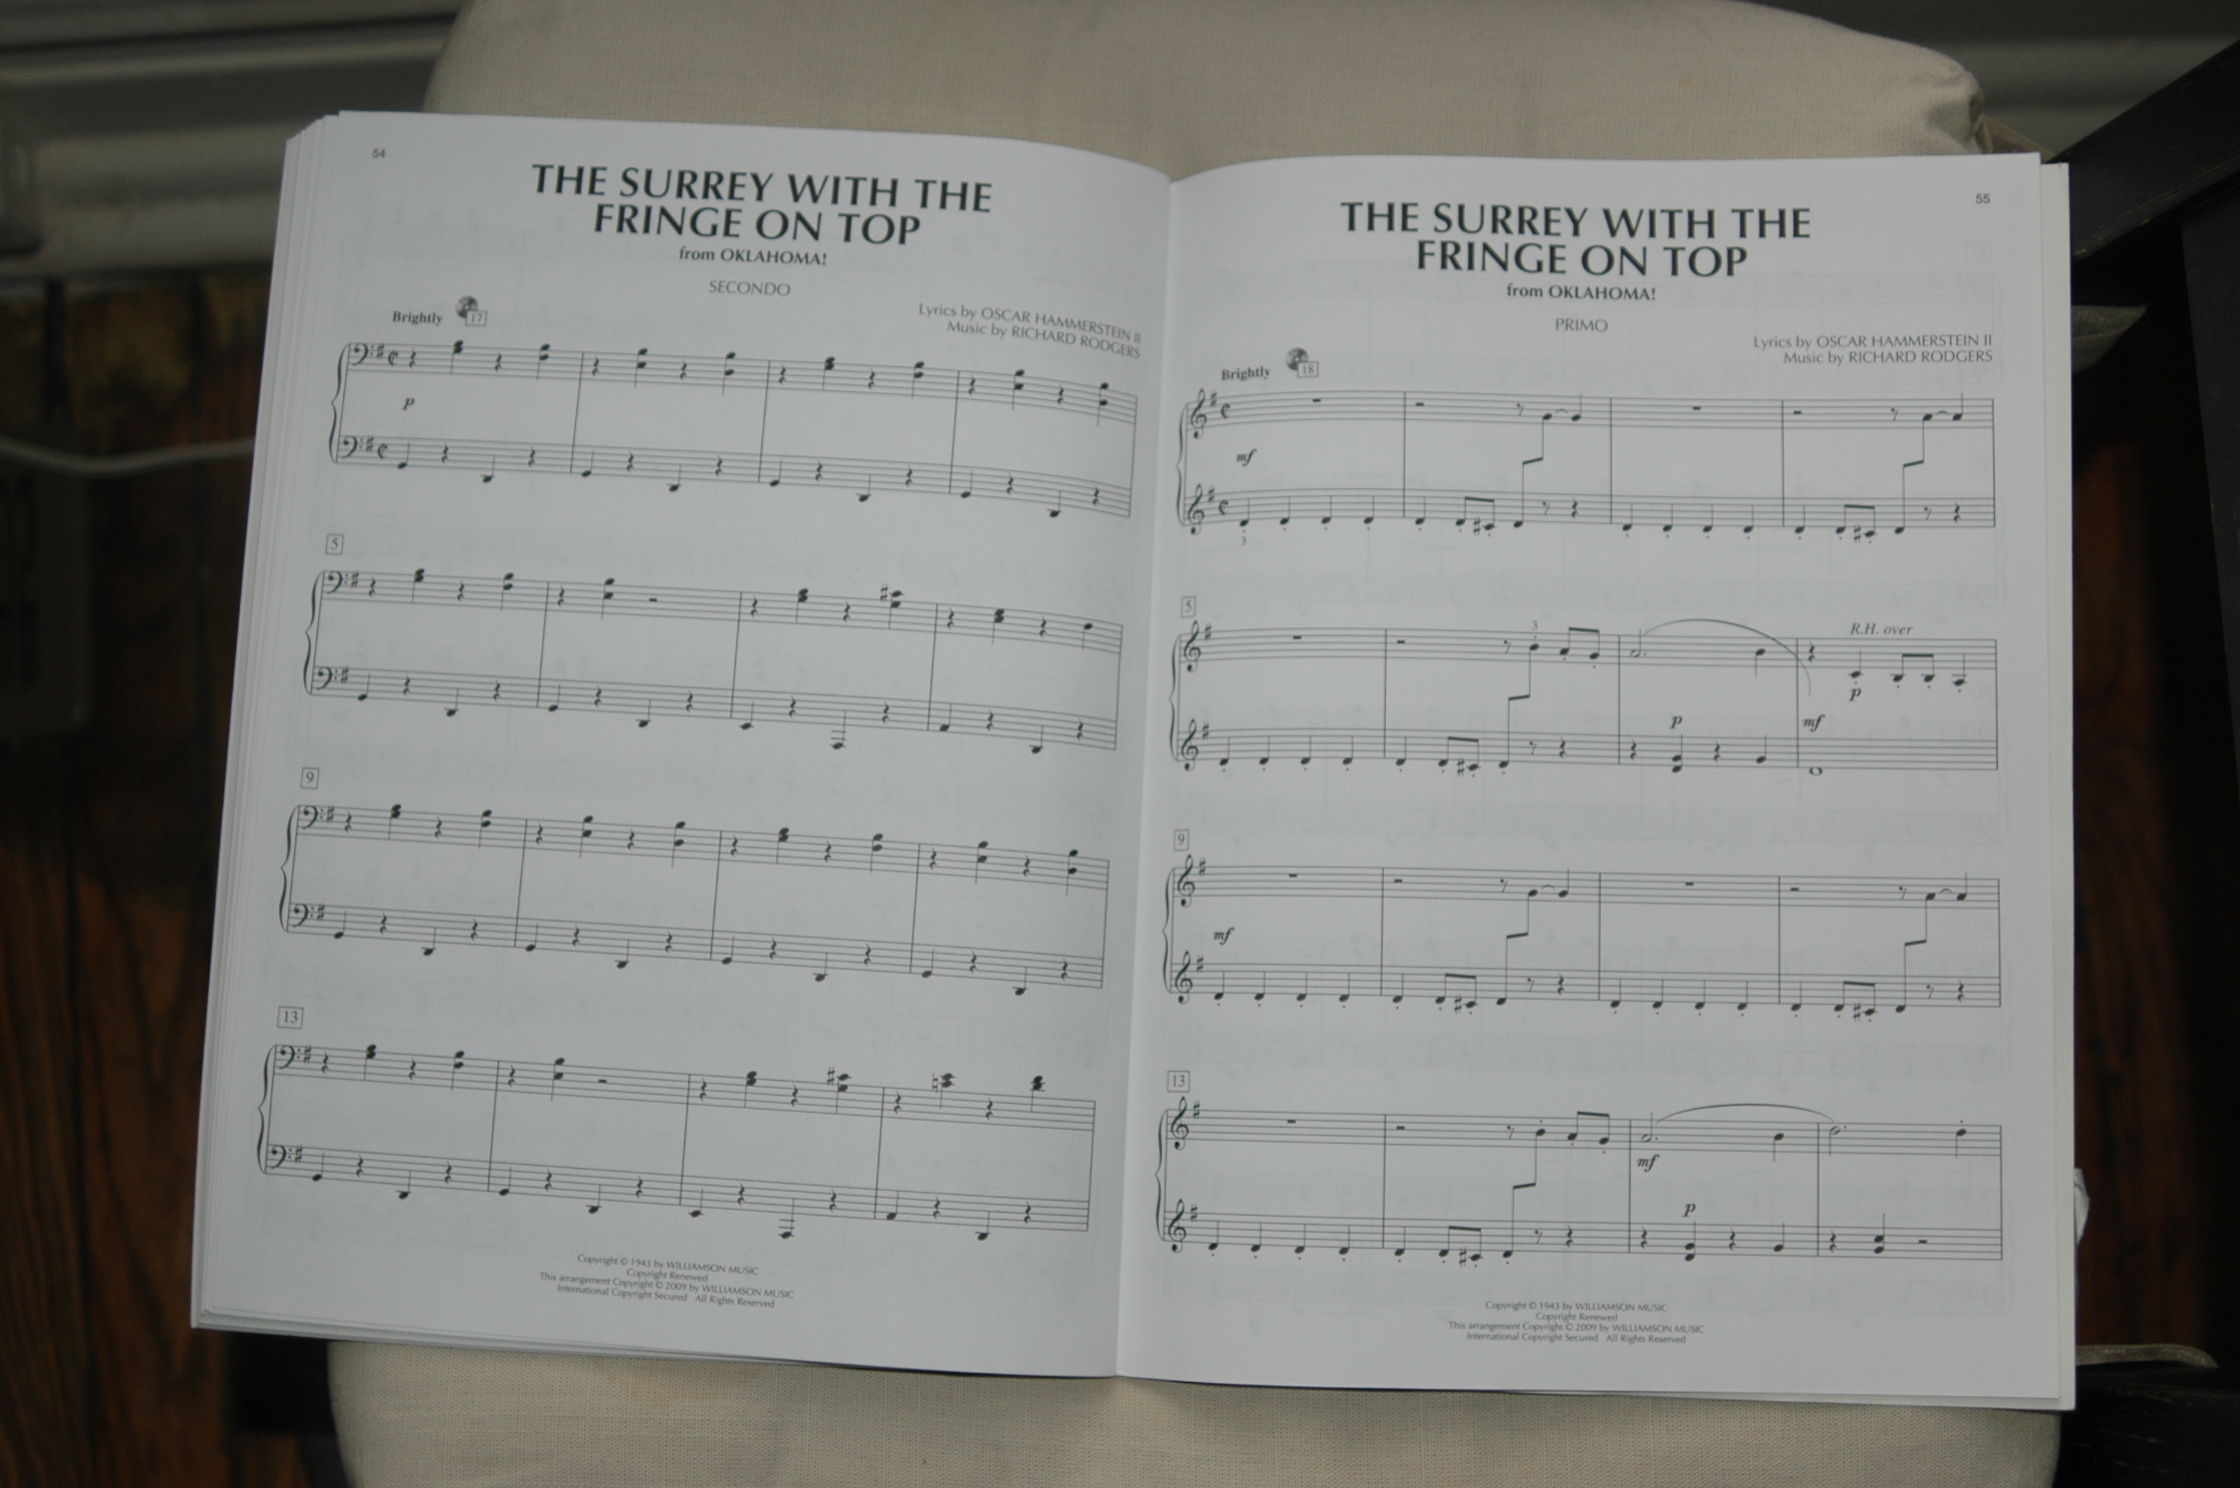 54
THE SURREY WITH THE
FRINGE ON TOP
from OKLAHOMA!
SECONDO
Lyrics by OSCAR HAMMERSTEIN II
Music by RICHARD RODGERS
Brightly
17
p
5
9
13
Copyright © 1943 by WILLIAMSON MUSIC
Copyright Renewed
This arrangement Copyright © 2009 by WILLIAMSON MUSIC
International Copyright Secured All Rights Reserved
55
THE SURREY WITH THE
FRINGE ON TOP
from OKLAHOMA!
PRIMO
Lyrics by OSCAR HAMMERSTEIN II
Music by RICHARD RODGERS
Brightly
18
mf
3
5
3
R.H. over
p
p
mf
9
mf
13
mf
p
Copyright © 1943 by WILLIAMSON MUSIC
Copyright Renewed
This arrangement Copyright © 2009 by WILLIAMSON MUSIC
International Copyright Secured All Rights Reserved